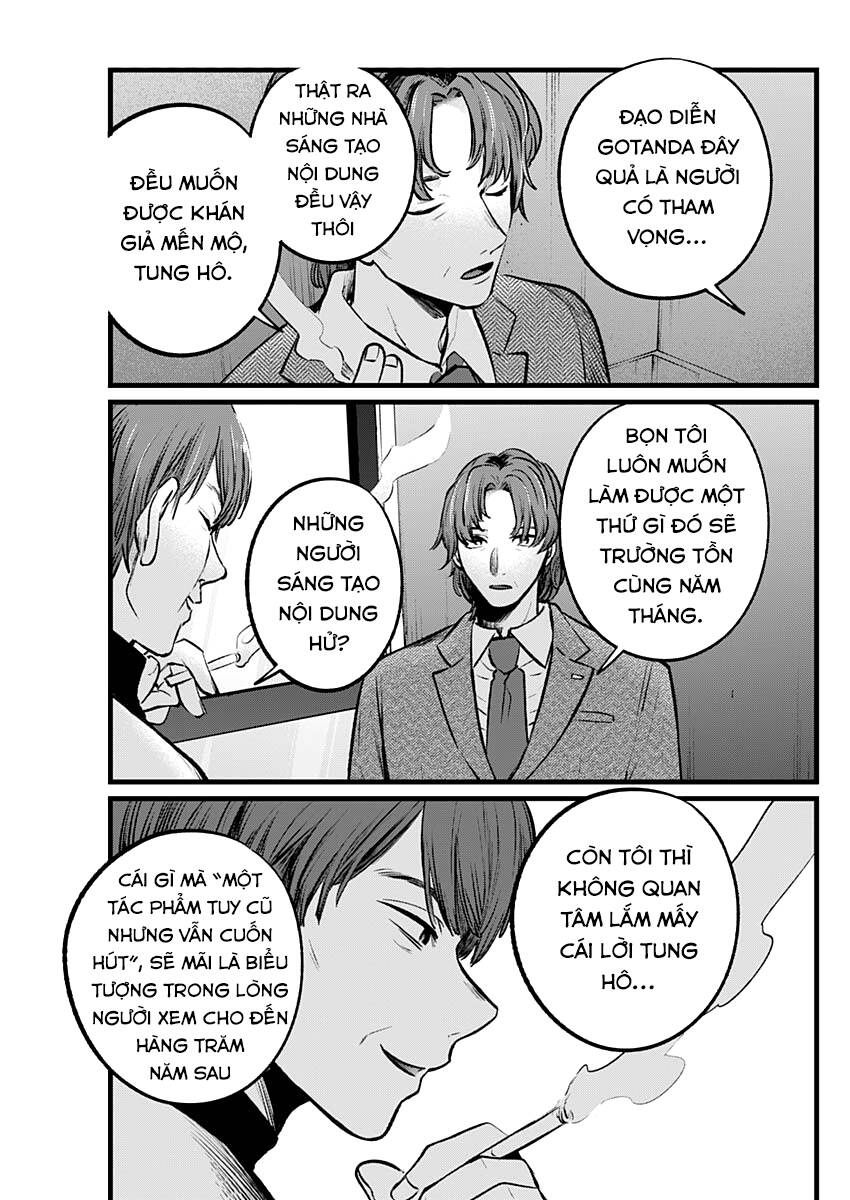 ĐẠO DIỄN
GOTANDA ĐÂY
QUẢ LÀ NGƯỜI
CÓ THAM
VỌNG...
THẬT RA
NHỮNG NHÀ
SÁNG TẠO
NỘI DUNG
ĐỀU VẬY
THÔI
ĐỀU MUỐN
ĐƯỢC KHÁN
GIẢ MẾN MỘ,
TUNG HÔ.
BỌN TÔI
LUÔN MUỐN
LÀM ĐƯỢC MỘT
THỨ GÌ ĐÓ SẼ
TRƯỜNG TỒN
CÙNG NĂM
THÁNG.
NHỮNG
NGƯỜI
SÁNG TẠO
NỘI DUNG
HỬ?
CÒN TÔI THÌ
KHÔNG QUAN
TÂM LẮM MẤY
CÁI LỜI TUNG
HÔ...
CÁI GÌ MÀ "MỘT
TÁC PHẨM TUY CŨ
NHƯNG VẪN CUỐN
HÚT", SẼ MÃI LÀ BIỂU
TƯỢNG TRONG LÒNG
NGƯỜI XEM CHO ĐẾN
HÀNG TRĂM
NĂM SAU